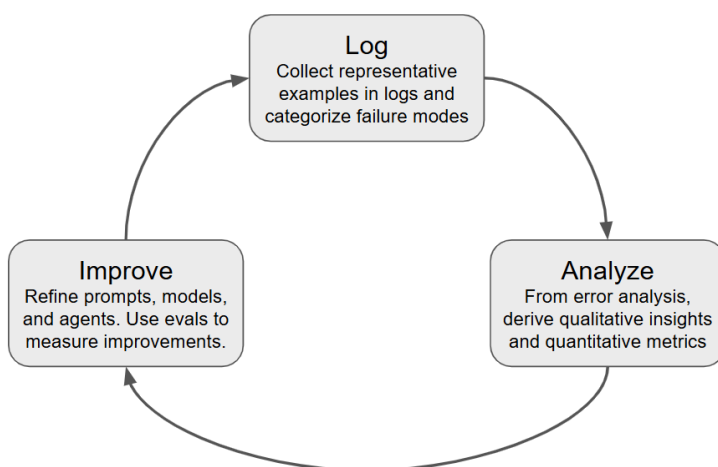 Log
Collect representative
examples in logs and
categorize failure modes
Improve
Refine prompts, models,
and agents. Use evals to
measure improvements.
Analyze
From error analysis,
derive qualitative insights
and quantitative metrics